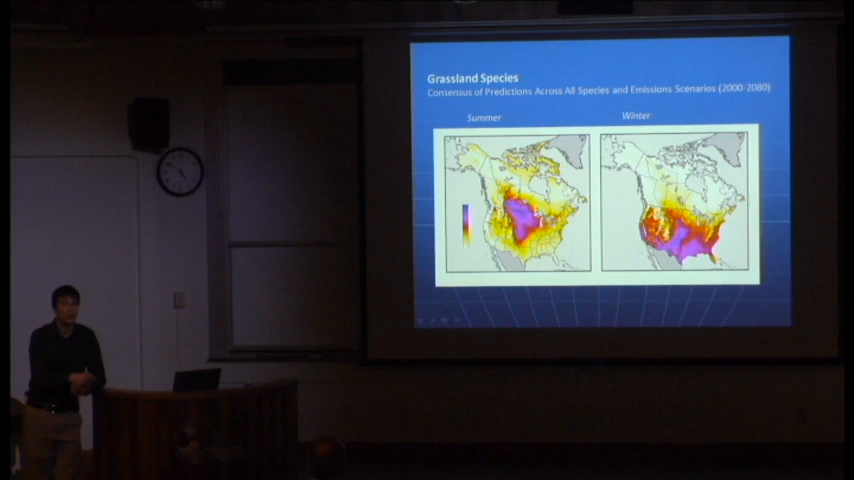 Grassland Species
Consensus of Predictions Across All Species and Emissions Scenarios (2000-2080)
Summer
Winter